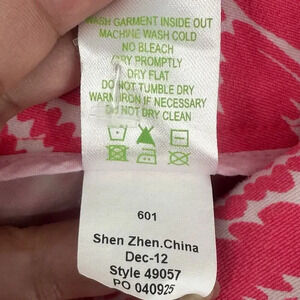 WASH GARMENT INSIDE OUT
MACHINE WASH COLD
NO BLEACH
DRY PROMPTLY
DRY FLAT
DO NOT TUMBLE DRY
WARM IRON IF NECESSARY
DO NOT DRY CLEAN
601
Shen Zhen.China
Dec-12
Style 49057
PO 040925